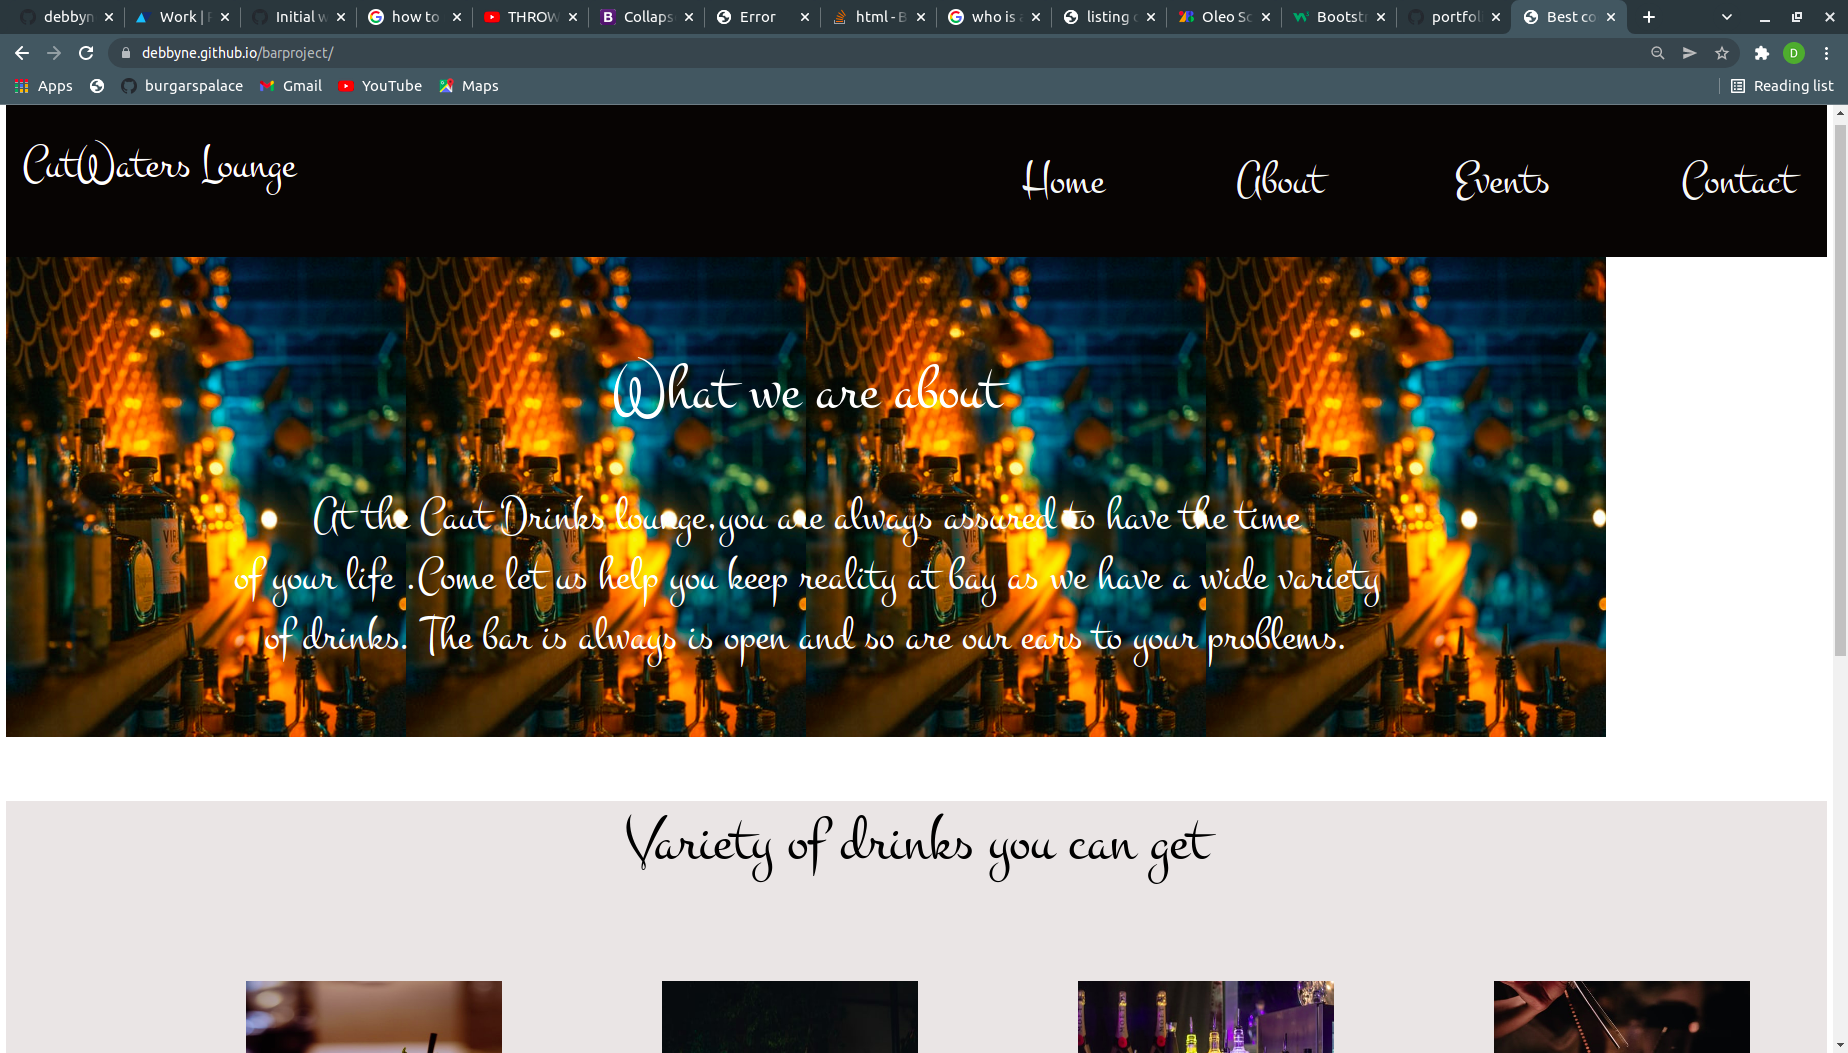 debbyn
Work |
Initial w
how to
THROW
Collaps
Error
html - B
who is
listing
Oleo Sc
Bootst
portfol
Best co
debbyne.github.io/barproject/
D
Apps
burgarspalace
Gmail
YouTube
Maps
Reading list
CutWaters Lounge
Home
About
Events
Contact
What we are about
At the Caut Drinks lounge,you are always assured to have the time
of your life .Come let us help you keep reality at bay as we have a wide variety
of drinks. The bar is always is open and so are our ears to your problems.
Variety of drinks you can get